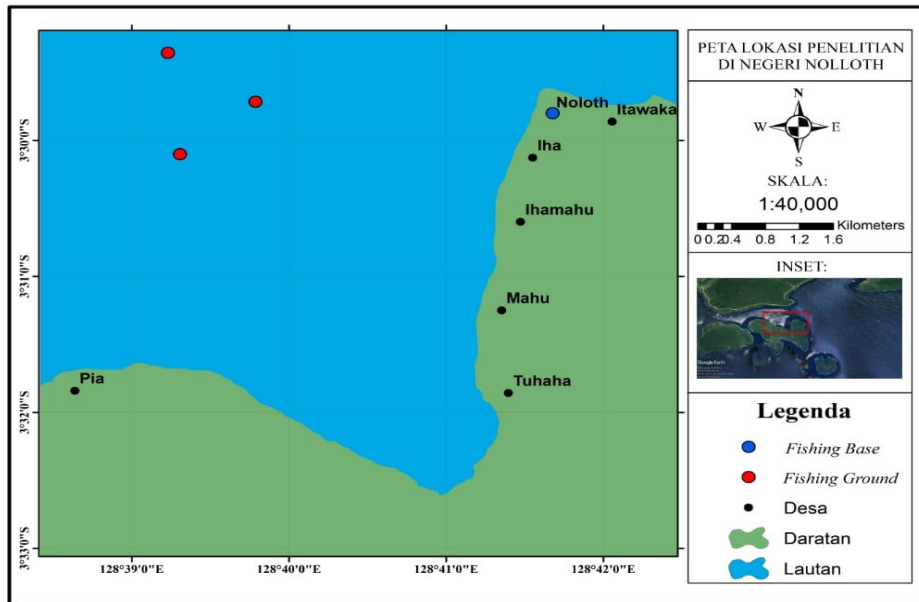 PETA LOKASI PENELITIAN
DI NEGERI NOLLOTH
N
W E
S
SKALA:
1:40,000
Kilometers
0 0.2 0.4 0.8 1.2 1.6
INSET:
Google Earth
Legenda
Fishing Base
Fishing Ground
Desa
Daratan
Lautan
Noloth
Itawaka
Iha
Ihamahu
Mahu
Tuhaha
Pia
3°30'0"S
3°31'0"S
3°32'0"S
3°33'0"S
128°39'0"E 128°40'0"E 128°41'0"E 128°42'0"E